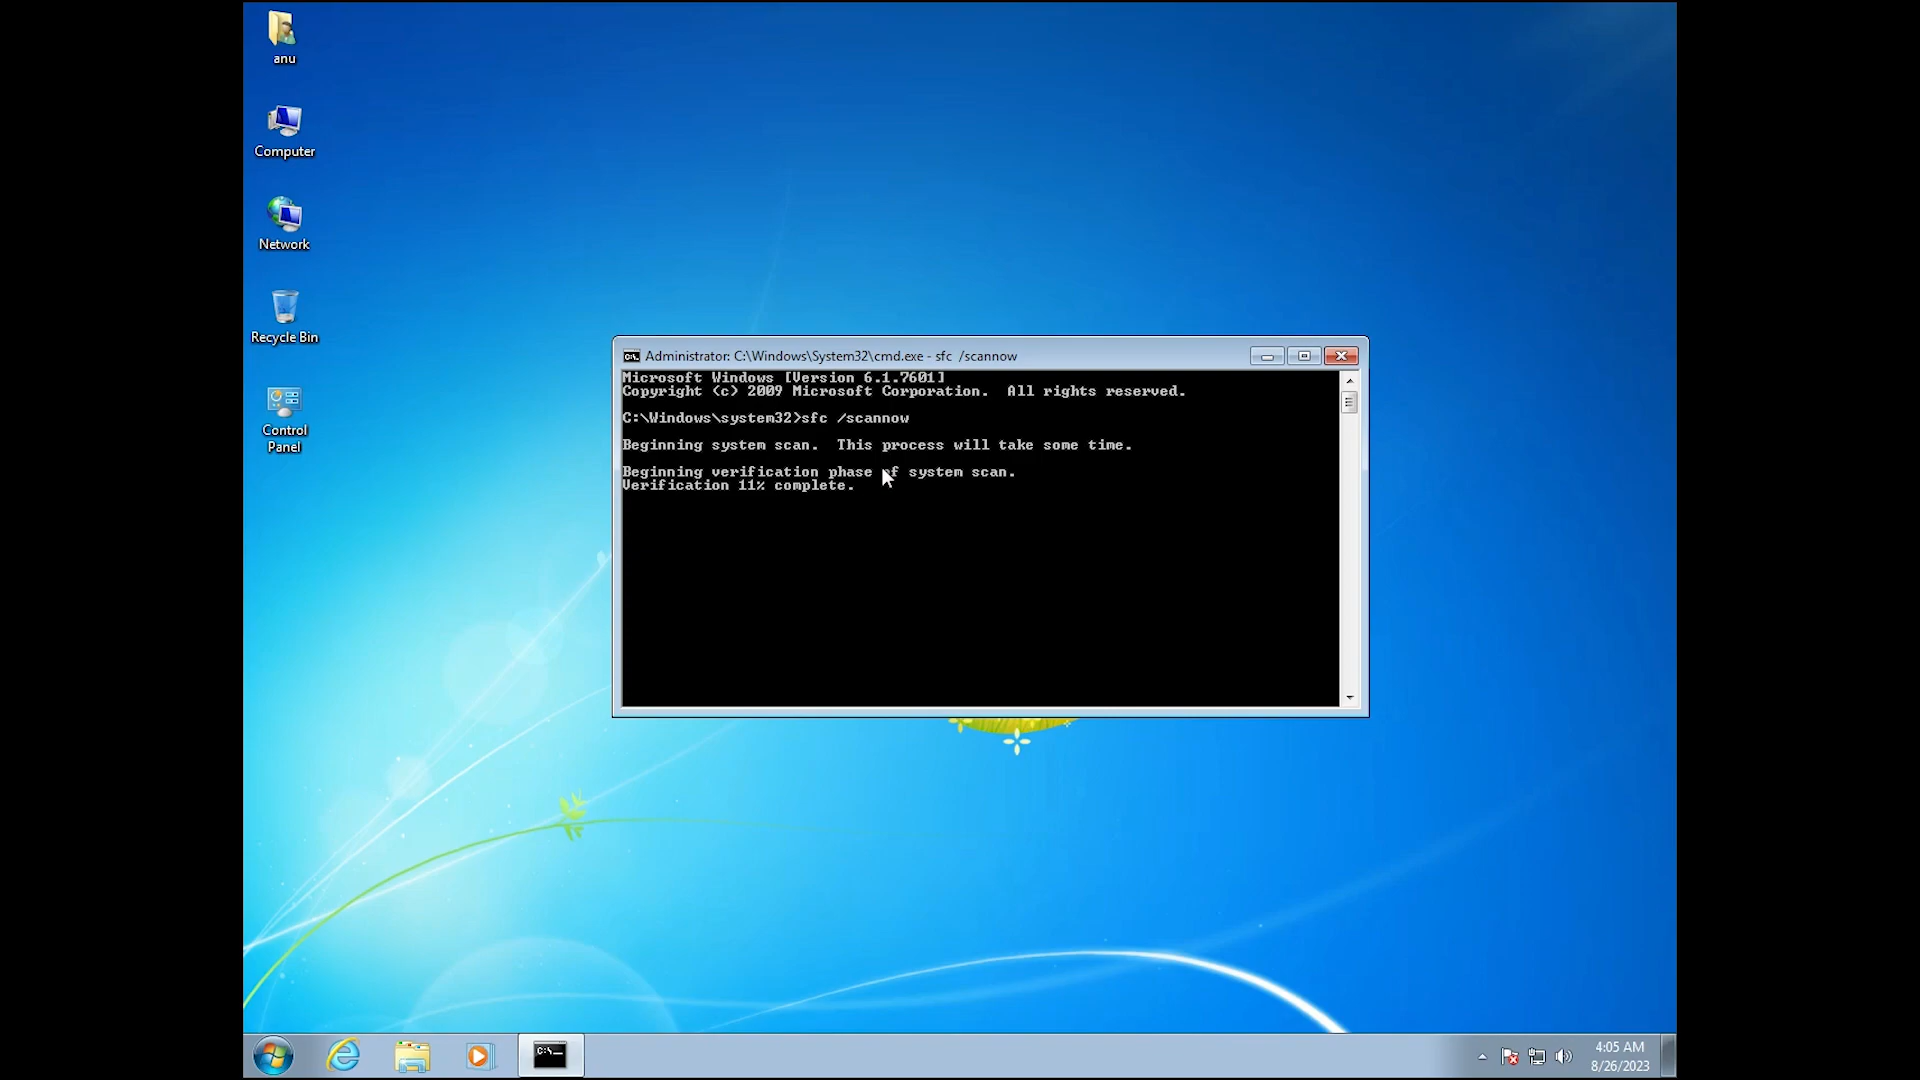 anu
Computer
Network
Recycle Bin
Control
Panel
Administrator: C:\Windows\System32\cmd.exe - sfc  /scannow
Microsoft Windows [Version 6.1.7601]
Copyright (c) 2009 Microsoft Corporation.  All rights reserved.
C:\Windows\system32>sfc /scannow
Beginning system scan.  This process will take some time.
Beginning verification phase of system scan.
Verification 11% complete.
C:\
4:05 AM
8/26/2023